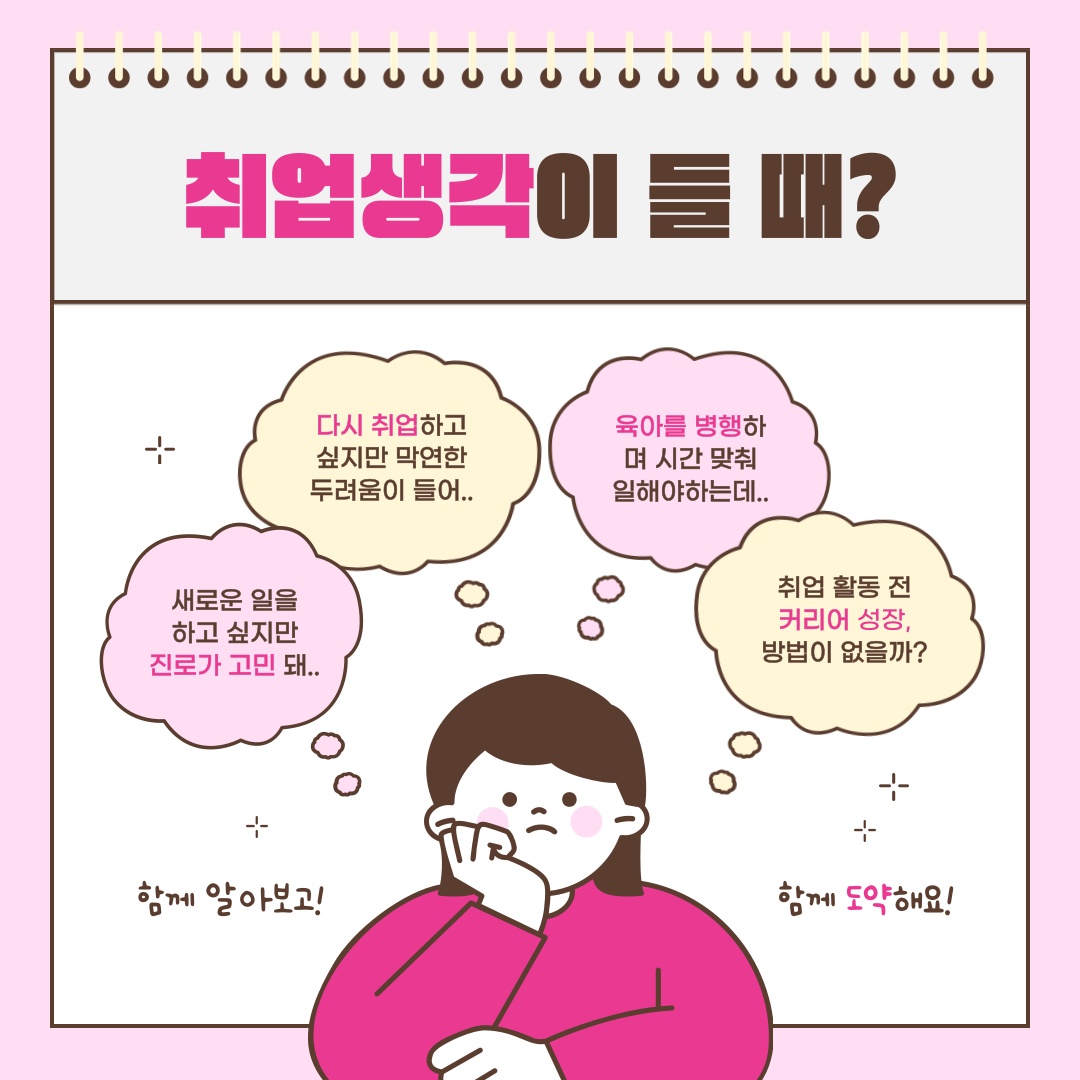 취업생각이 들 때?
다시 취업하고
싶지만 막연한
두려움이 들어..
육아를 병행하
며 시간 맞춰
일해야하는데..
새로운 일을
하고 싶지만
진로가 고민 돼..
취업 활동 전
커리어 성장,
방법이 없을까?
함께 알아보고!
함께 도약해요!